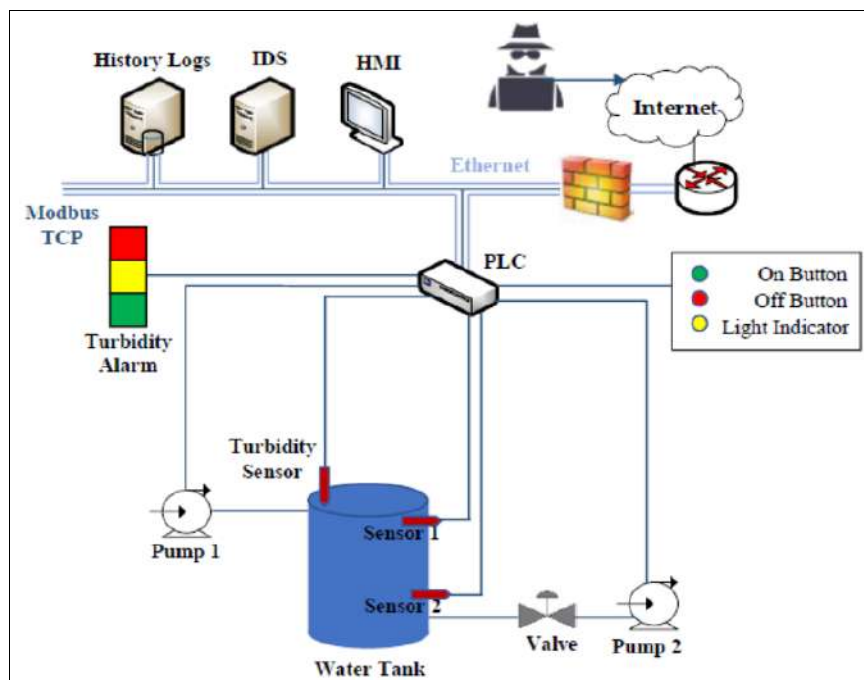 History Logs
IDS
HMI
Internet
Ethernet
Modbus
TCP
PLC
On Button
Off Button
Light Indicator
Turbidity
Alarm
Turbidity
Sensor
Pump 1
Sensor 1
Sensor 2
Valve
Pump 2
Water Tank